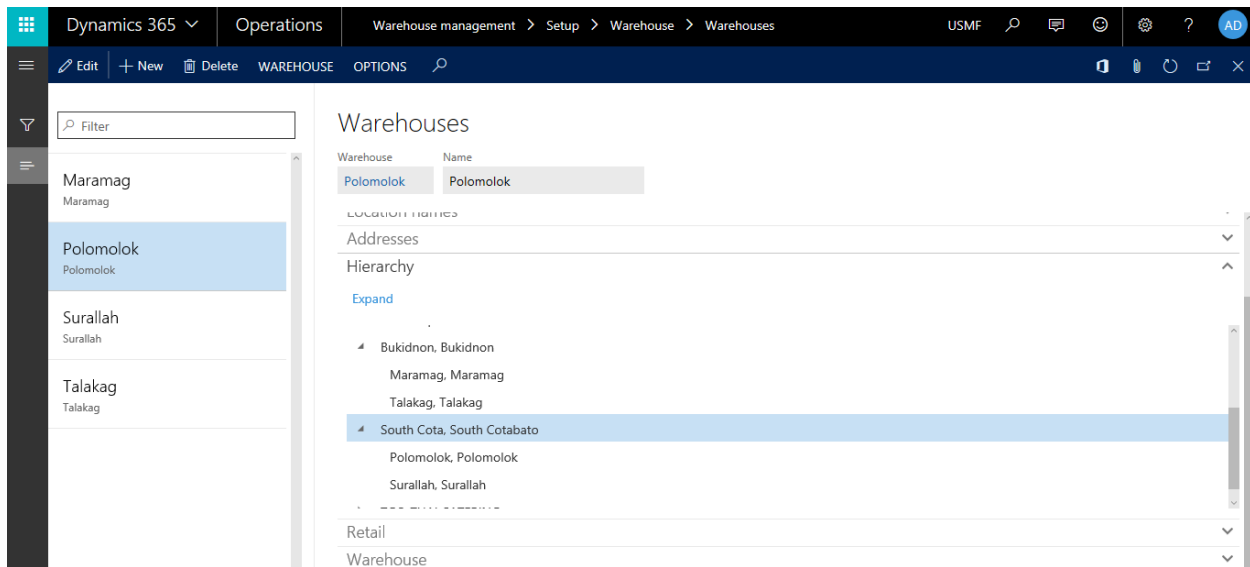 Dynamics 365 Operations Warehouse management > Setup > Warehouse > Warehouses USMF ? AD
Edit + New Delete WAREHOUSE OPTIONS
Filter
Maramag
Maramag
Polomolok
Polomolok
Surallah
Surallah
Talakag
Talakag
Warehouses
Warehouse Name
Polomolok Polomolok
Location names
Addresses
Hierarchy
Expand
Bukidnon, Bukidnon
Maramag, Maramag
Talakag, Talakag
South Cota, South Cotabato
Polomolok, Polomolok
Surallah, Surallah
Retail
Warehouse